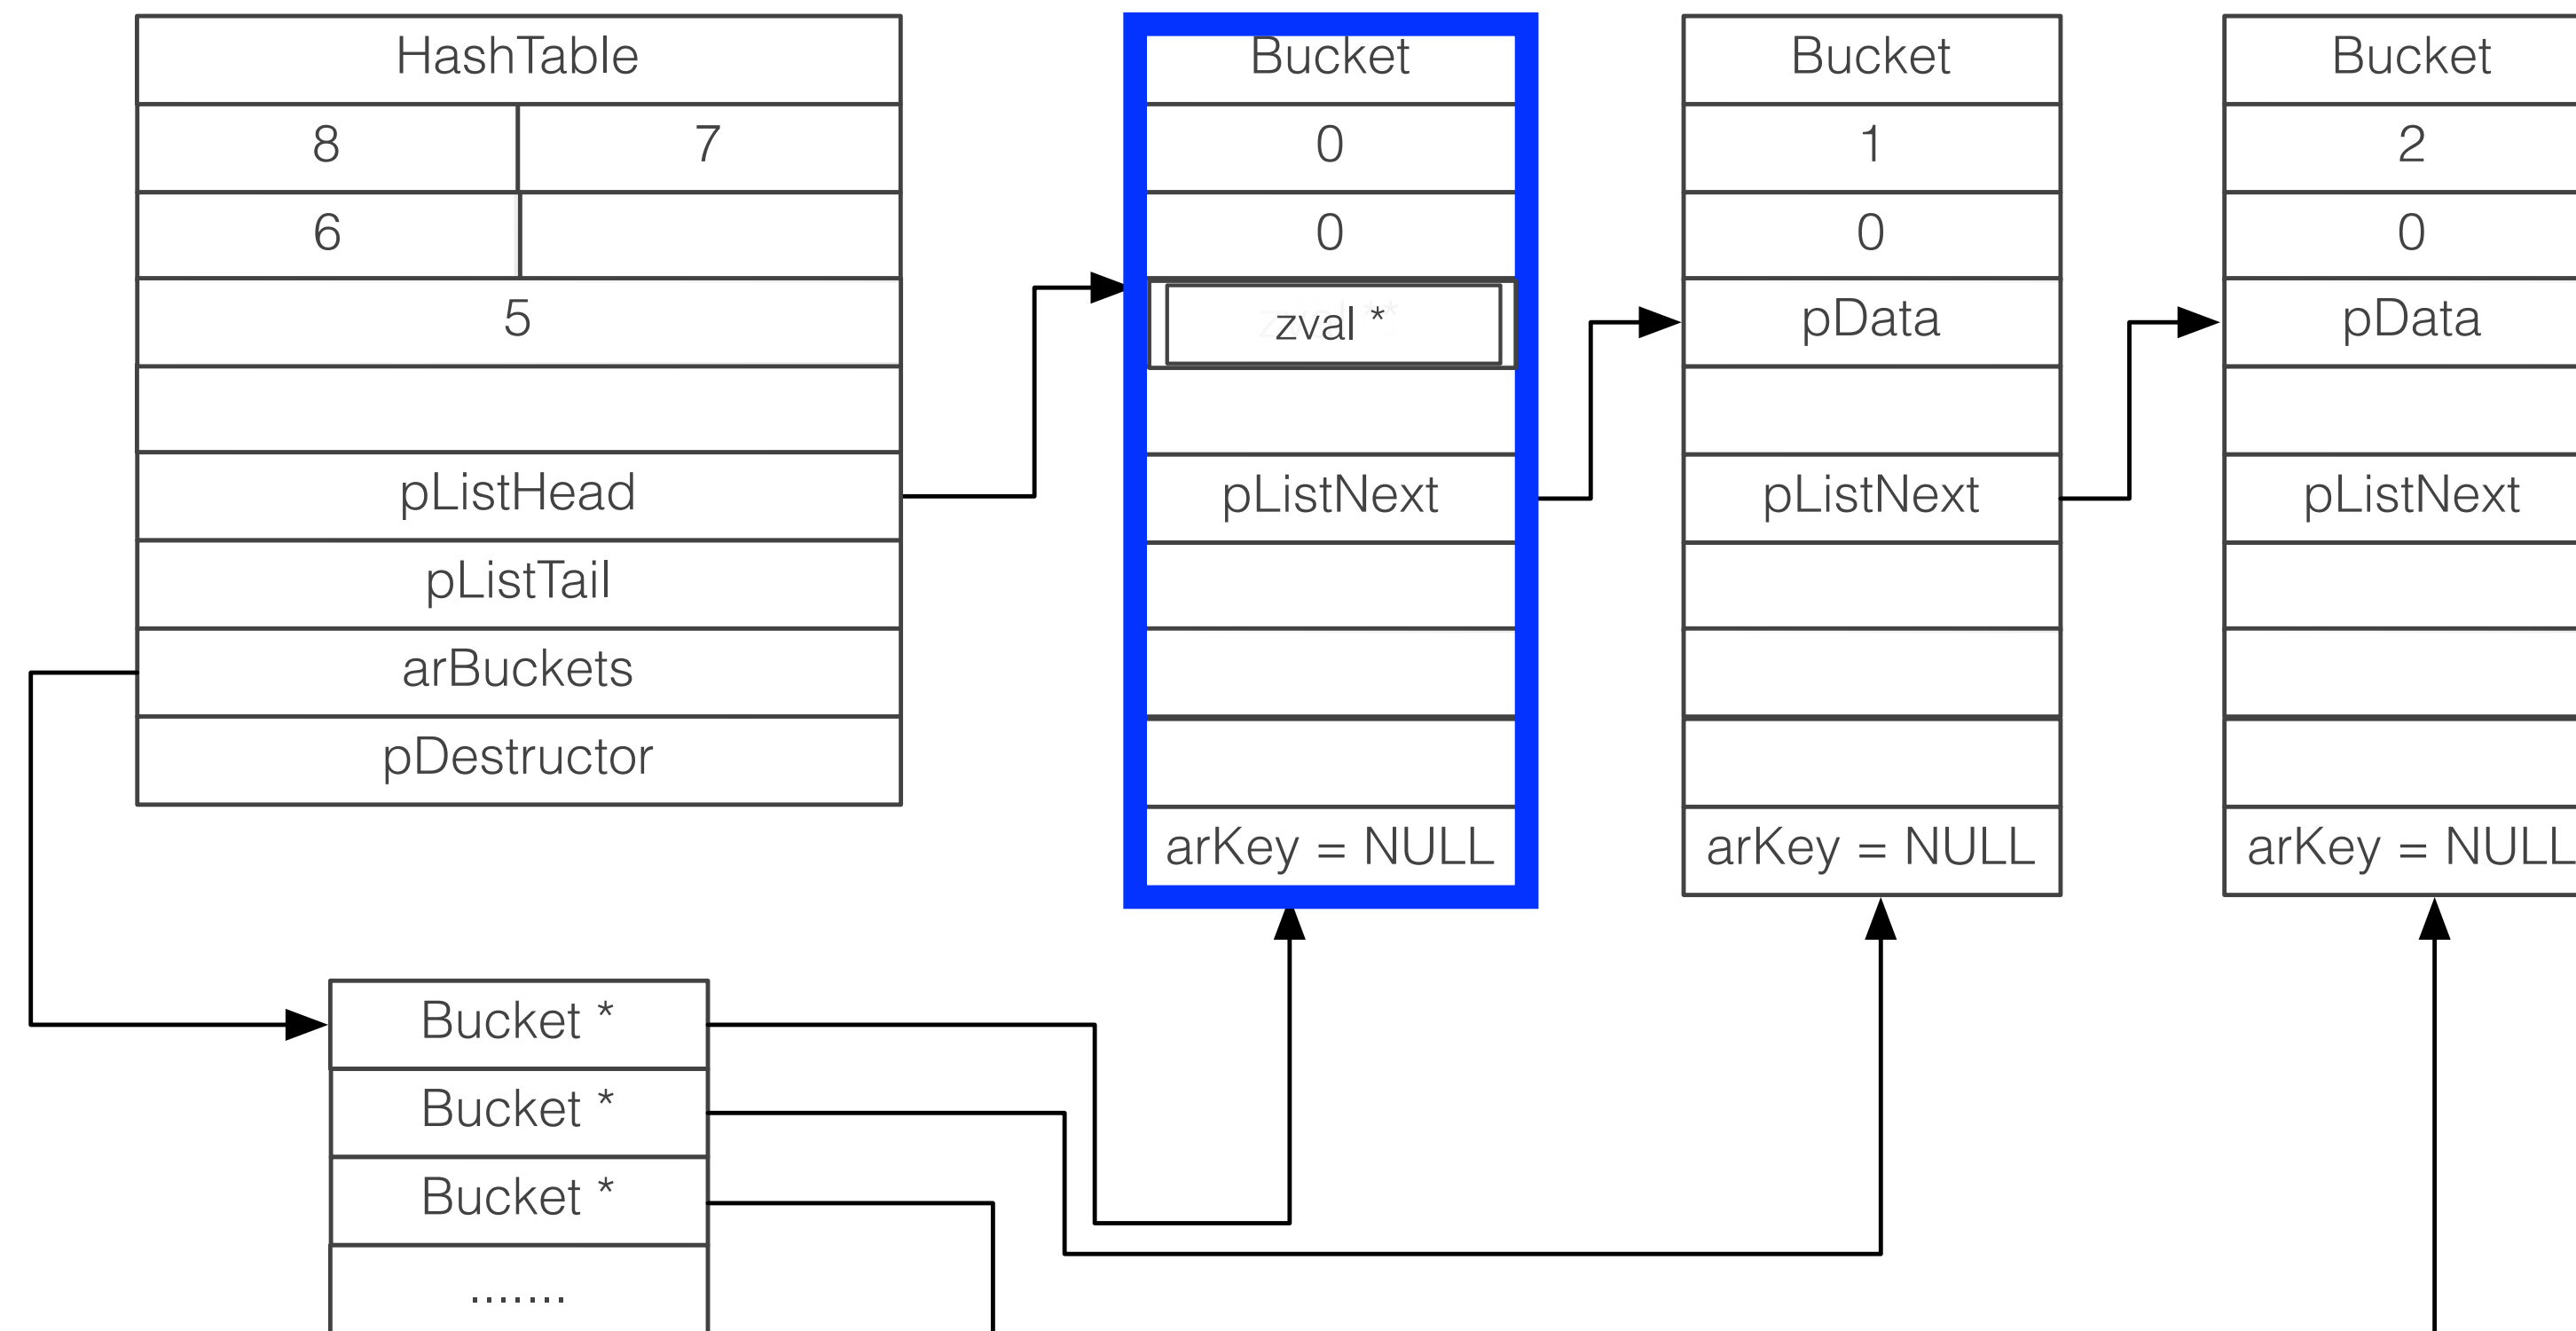 HashTable
8
7
6
5
pListHead
pListTail
arBuckets
pDestructor
Bucket
0
0
zval *
pListNext
arKey = NULL
Bucket
1
0
pData
pListNext
arKey = NULL
Bucket
2
0
pData
pListNext
arKey = NULL
Bucket *
Bucket *
Bucket *
.......